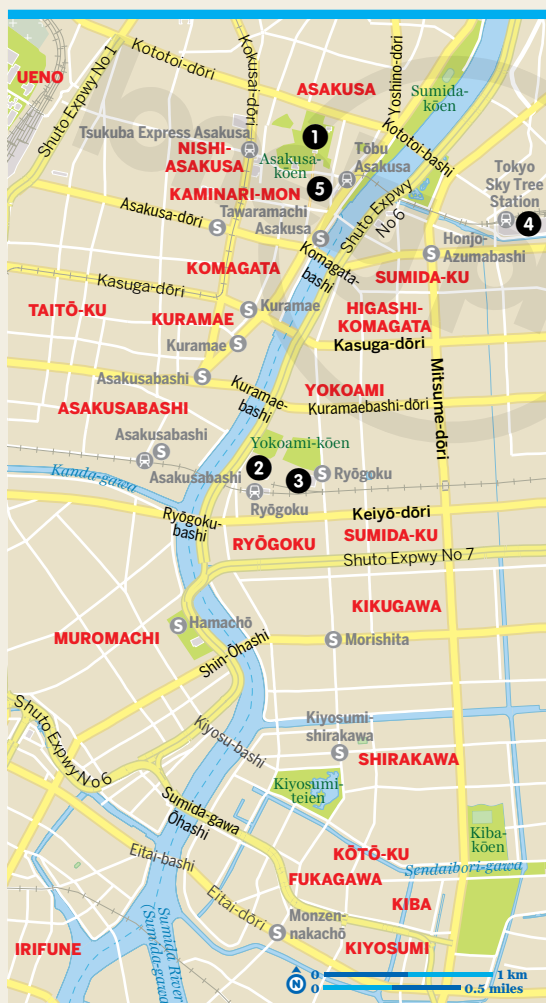 Kototoi-dōri
Kokusai-dōri
Yoshino-dōri
UENO
Shuto Expwy No 1
ASAKUSA
Sumida-
kōen
Kototoi-bashi
1
Tsukuba Express Asakusa
NISHI-
ASAKUSA
Asakusa-
kōen
Tōbu
Asakusa
Tokyo
Sky Tree
Station
4
5
KAMINARI-MON
Shuto Expwy
No 6
Asakusa-dōri
Tawaramachi
S
Asakusa
S
Honjo-
Azumabashi
S
Komagata-
bashi
KOMAGATA
SUMIDA-KU
Kasuga-dōri
TAITŌ-KU
KURAMAE
S
Kuramae
HIGASHI-
KOMAGATA
Kuramae
S
Kasuga-dōri
Mitsume-dōri
Asakusabashi
S
Kuramae-
bashi
YOKOAMI
ASAKUSABASHI
Kuramaebashi-dōri
Asakusabashi
S
Yokoami-kōen
Kanda-gawa
Asakusabashi
2
3
S
Ryōgoku
Ryōgoku
Ryōgoku-
bashi
Keiyō-dōri
RYŌGOKU
SUMIDA-KU
Shuto Expwy No 7
KIKUGAWA
MUROMACHI
S
Hamachō
Shin-Ōhashi
S
Morishita
Shuto Expwy No 6
Kiyosu-bashi
Kiyosumi-
shirakawa
S
SHIRAKAWA
Kiyosumi-
teien
Sumida-gawa
Ōhashi
Kiba-
kōen
Eitai-bashi
KŌTŌ-KU
Sendaibori-gawa
FUKAGAWA
Eitai-dōri
KIBA
Monzen-
nakachō
S
Sumida River
(Sumida-gawa)
IRIFUNE
KIYOSUMI
N
0
1 km
0
0.5 miles